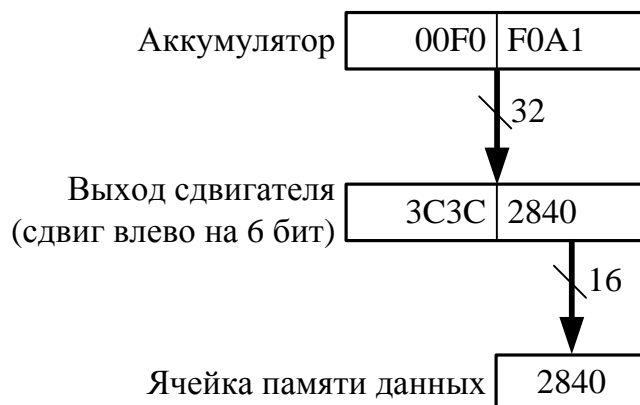 Аккумулятор 00F0 F0A1
32
Выход сдвигателя
(сдвиг влево на 6 бит) 3C3C 2840
16
Ячейка памяти данных 2840